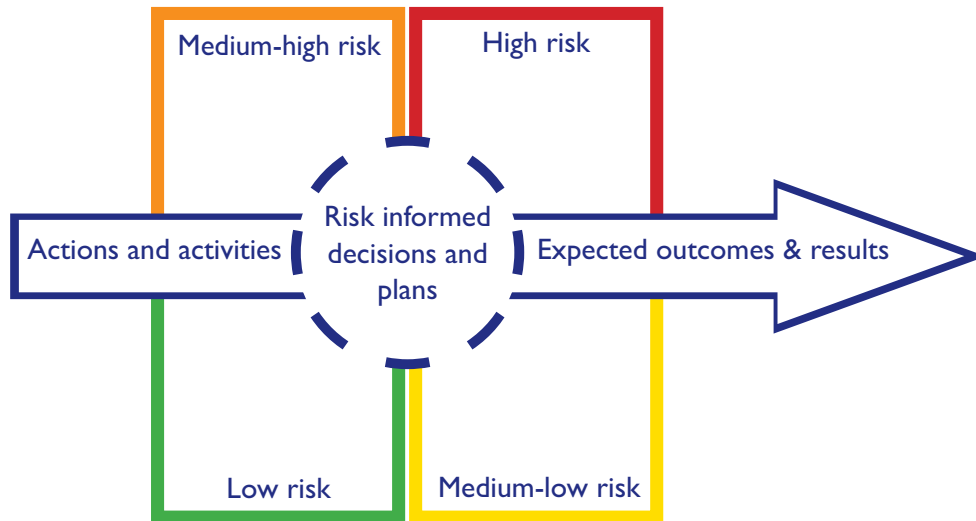 Medium-high risk
High risk
Actions and activities
Risk informed
decisions and
plans
Expected outcomes & results
Low risk
Medium-low risk